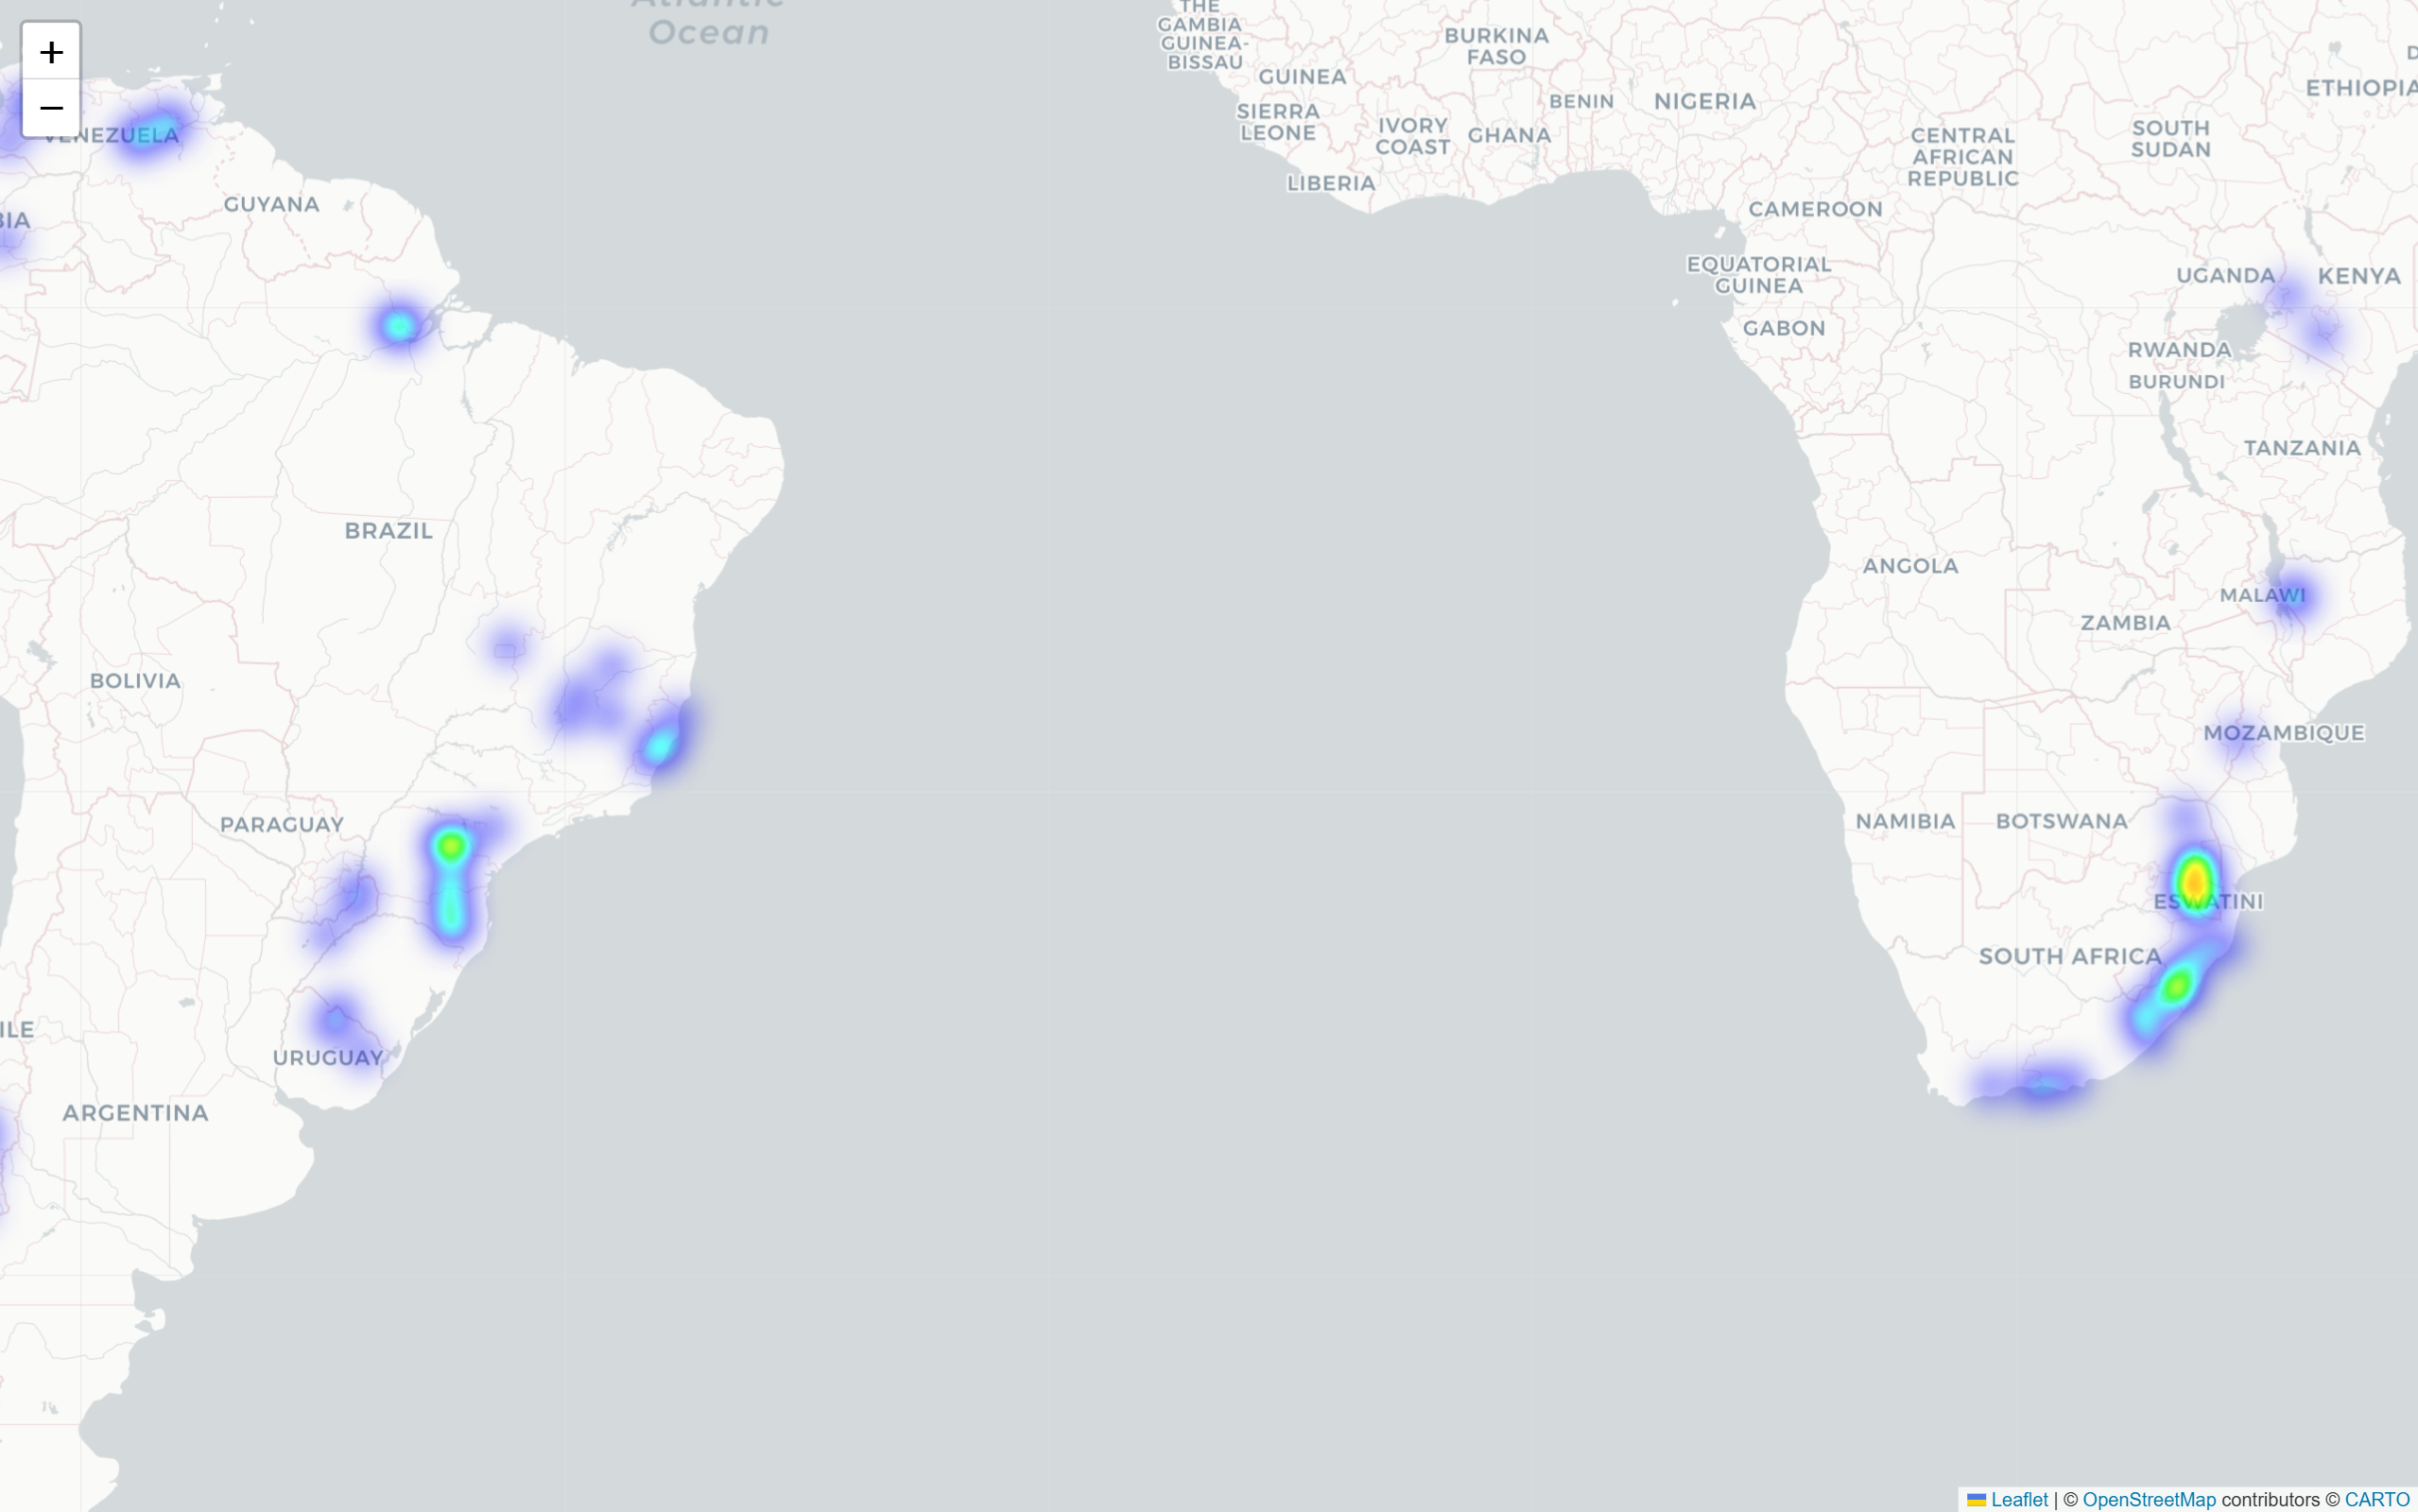 Atlantic
Ocean
+
−
VENEZUELA
GUYANA
BIA
BRAZIL
BOLIVIA
PARAGUAY
ILE
URUGUAY
ARGENTINA
THE
GAMBIA
GUINEA-
BISSAU
GUINEA
SIERRA
LEONE
LIBERIA
IVORY
COAST
BURKINA
FASO
GHANA
BENIN
NIGERIA
CENTRAL
AFRICAN
REPUBLIC
SOUTH
SUDAN
D
ETHIOPIA
CAMEROON
EQUATORIAL
GUINEA
GABON
UGANDA
KENYA
RWANDA
BURUNDI
TANZANIA
ANGOLA
MALAWI
ZAMBIA
MOZAMBIQUE
NAMIBIA
BOTSWANA
ESWATINI
SOUTH AFRICA
Leaflet | © OpenStreetMap contributors © CARTO